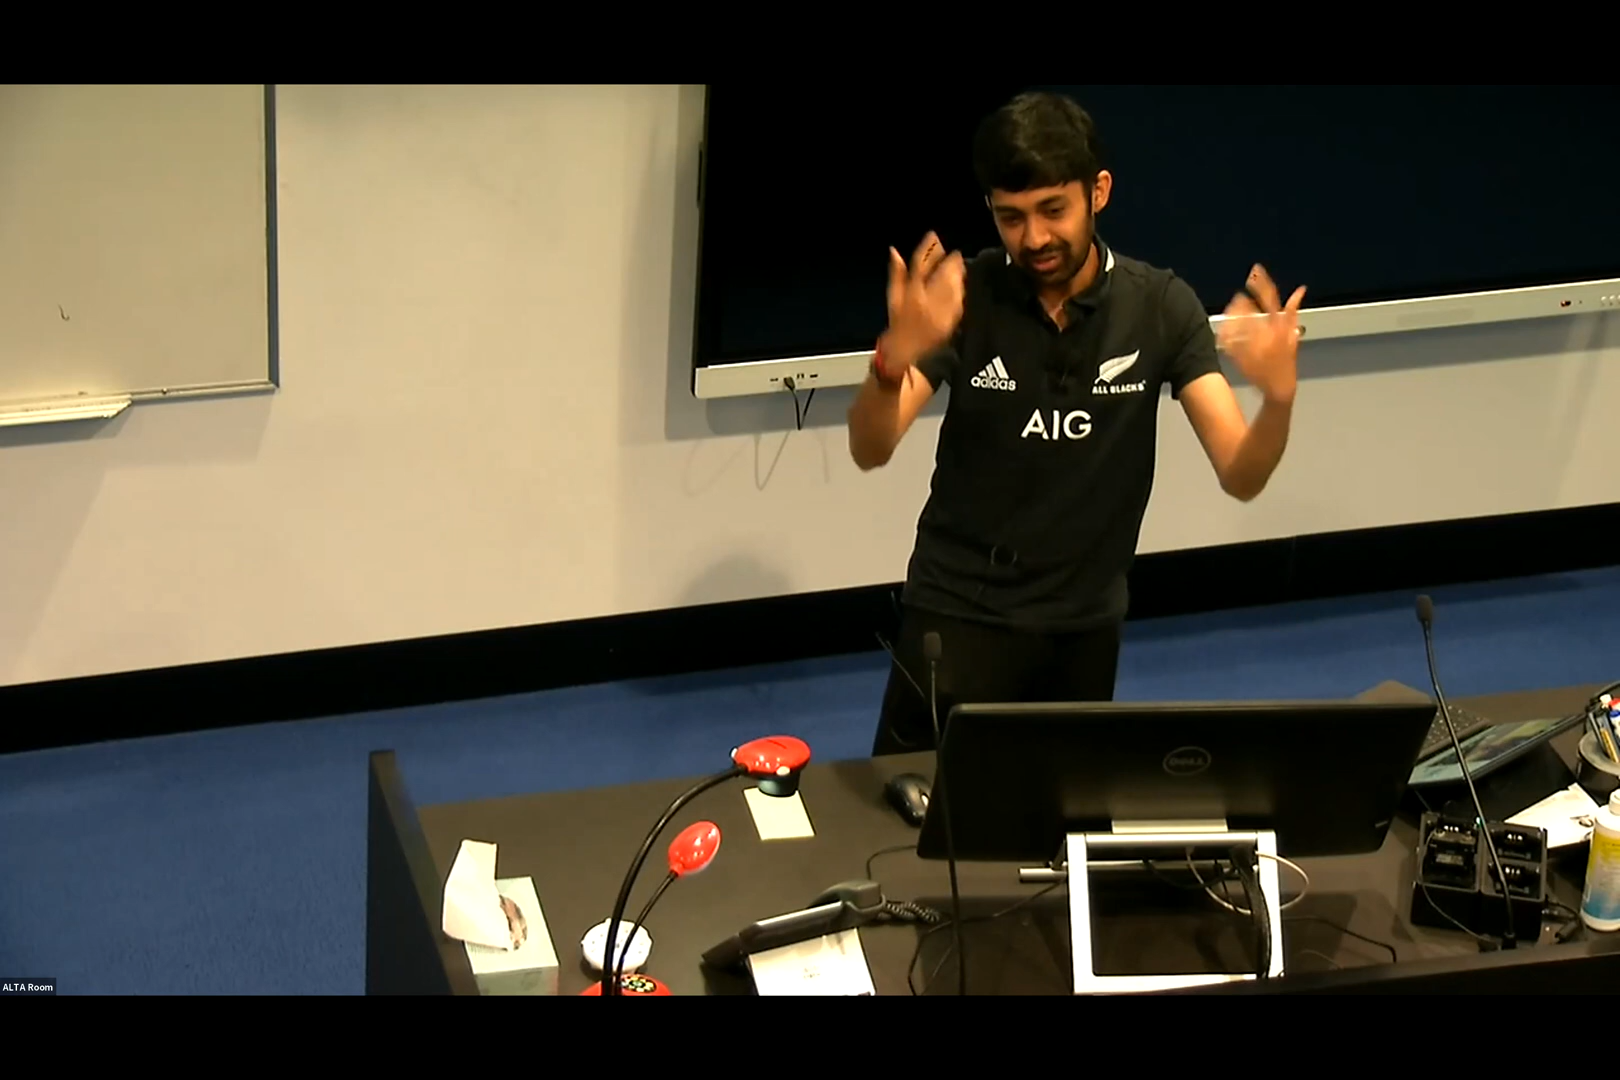 adidas
ALL BLACKS
AIG
DELL
ALTA Room